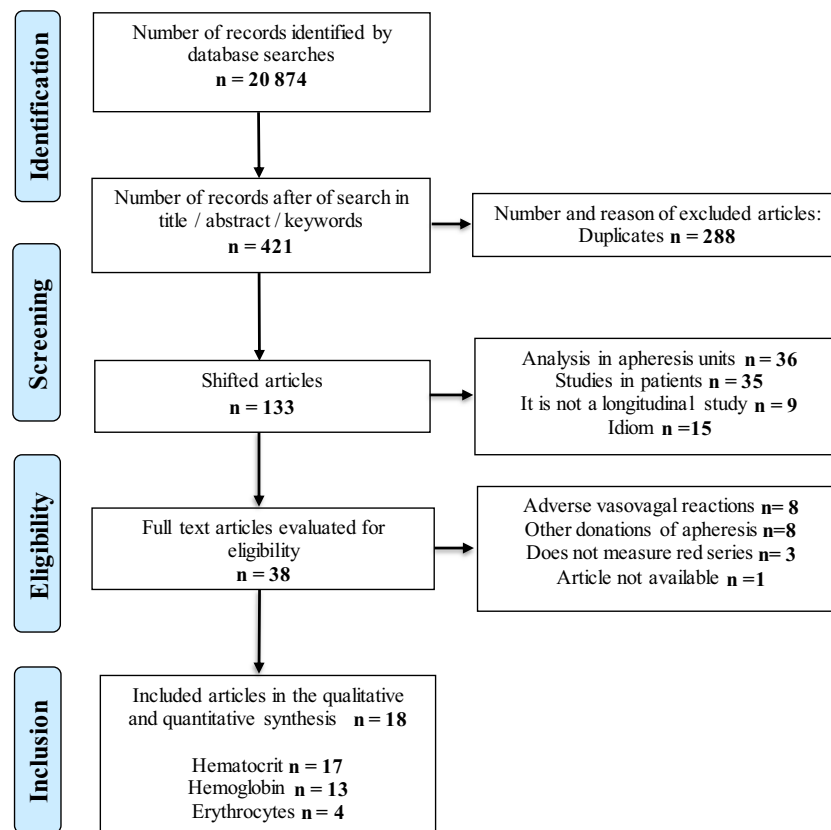 Identification
Number of records identified by
database searches
n = 20 874
Number of records after of search in
title / abstract / keywords
n = 421
Number and reason of excluded articles:
Duplicates n = 288
Screening
Shifted articles
n = 133
Analysis in apheresis units n = 36
Studies in patients n = 35
It is not a longitudinal study n = 9
Idiom n =15
Eligibility
Full text articles evaluated for
eligibility
n = 38
Adverse vasovagal reactions n= 8
Other donations of apheresis n=8
Does not measure red series n= 3
Article not available n =1
Inclusion
Included articles in the qualitative
and quantitative synthesis n = 18
Hematocrit n = 17
Hemoglobin n = 13
Erythrocytes n = 4